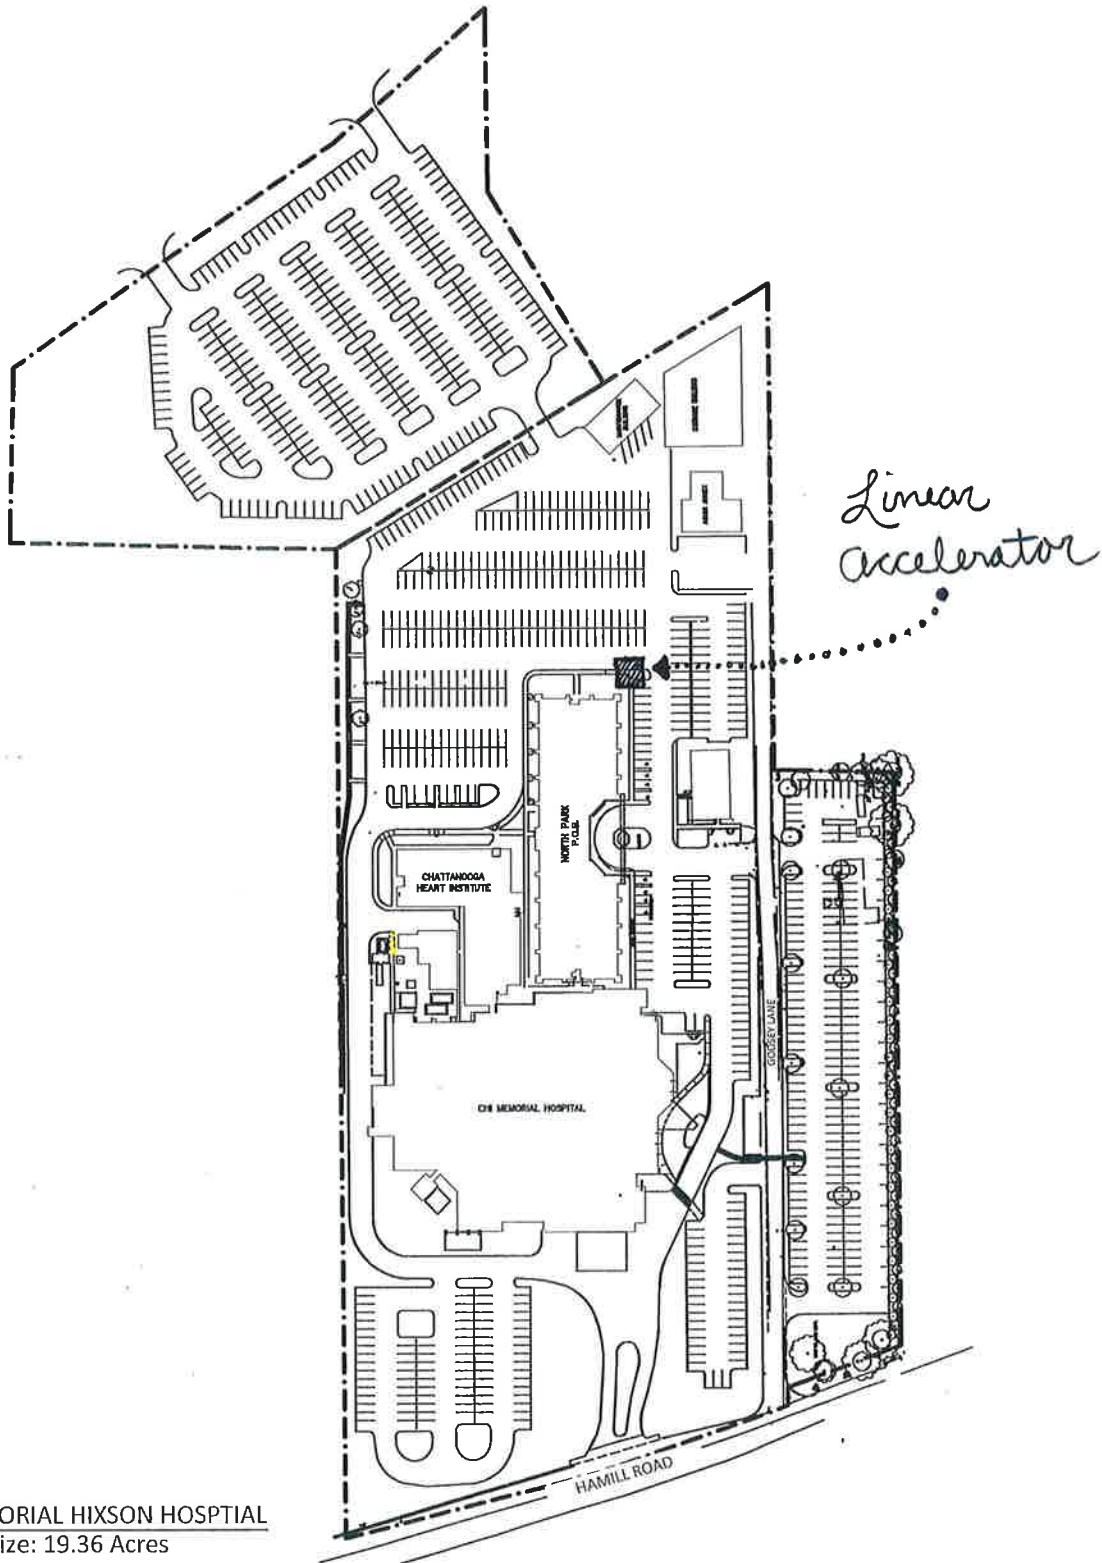 Linear
accelerator
NORTH PARK
P.O.B.
CHATTANOOGA
HEART INSTITUTE
GOOSEY LANE
CHI MEMORIAL HOSPITAL
HAMILL ROAD
ORIAL HIXSON HOSPTIAL
ize: 19.36 Acres